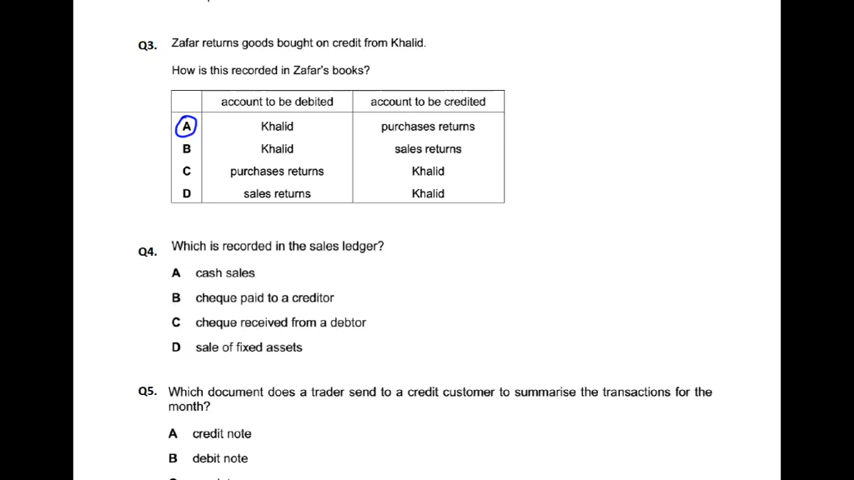 Q3. Zafar returns goods bought on credit from Khalid.
How is this recorded in Zafar's books?
account to be debited account to be credited
A Khalid purchases returns
B Khalid sales returns
C purchases returns Khalid
D sales returns Khalid
Q4. Which is recorded in the sales ledger?
A cash sales
B cheque paid to a creditor
C cheque received from a debtor
D sale of fixed assets
Q5. Which document does a trader send to a credit customer to summarise the transactions for the
month?
A credit note
B debit note